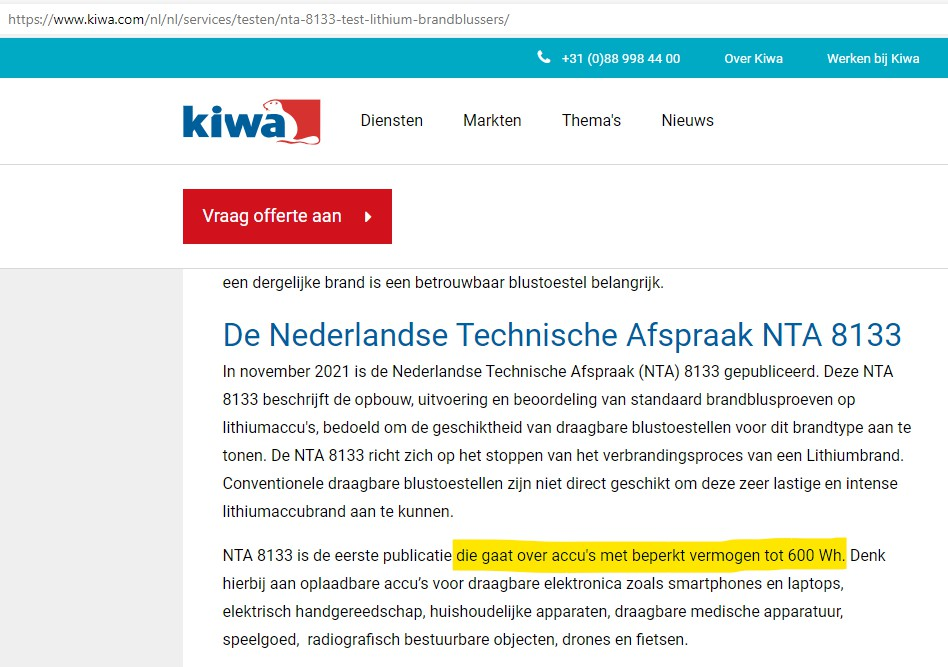 https://www.kiwa.com/nl/nl/services/testen/nta-8133-test-lithium-brandblussers/
+31 (0)88 998 44 00 Over Kiwa Werken bij Kiwa
kiwa Diensten Markten Thema's Nieuws
Vraag offerte aan
een dergelijke brand is een betrouwbaar blustoestel belangrijk.
De Nederlandse Technische Afspraak NTA 8133
In november 2021 is de Nederlandse Technische Afspraak (NTA) 8133 gepubliceerd. Deze NTA
8133 beschrijft de opbouw, uitvoering en beoordeling van standaard brandblusproeven op
lithiumaccu's, bedoeld om de geschiktheid van draagbare blustoestellen voor dit brandtype aan te
tonen. De NTA 8133 richt zich op het stoppen van het verbrandingsproces van een Lithiumbrand.
Conventionele draagbare blustoestellen zijn niet direct geschikt om deze zeer lastige en intense
lithiumaccubrand aan te kunnen.
NTA 8133 is de eerste publicatie die gaat over accu's met beperkt vermogen tot 600 Wh. Denk
hierbij aan oplaadbare accu’s voor draagbare elektronica zoals smartphones en laptops,
elektrisch handgereedschap, huishoudelijke apparaten, draagbare medische apparatuur,
speelgoed, radiografisch bestuurbare objecten, drones en fietsen.